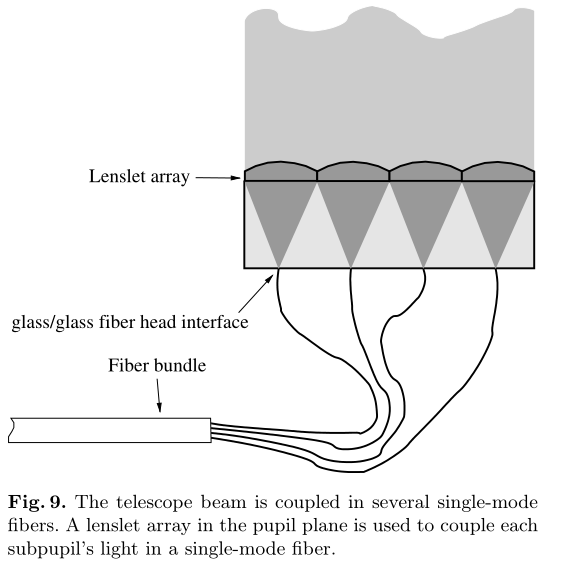 Lenslet array
glass/glass fiber head interface
Fiber bundle
Fig. 9. The telescope beam is coupled in several single-mode
fibers. A lenslet array in the pupil plane is used to couple each
subpupil's light in a single-mode fiber.